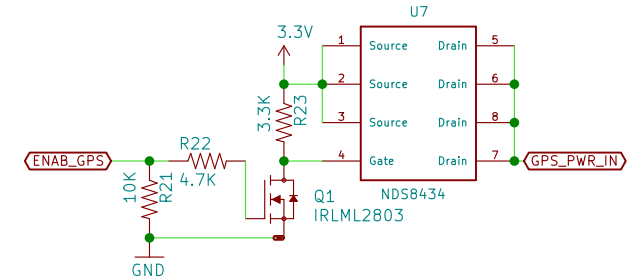 U7
3.3V
1 Source Drain 5
2 Source Drain 6
3.3K
R23
3 Source Drain 8
4 Gate Drain 7
ENAB_GPS
R22
4.7K
GPS_PWR_IN
10K
R21
Q1
IRLML2803
NDS8434
GND